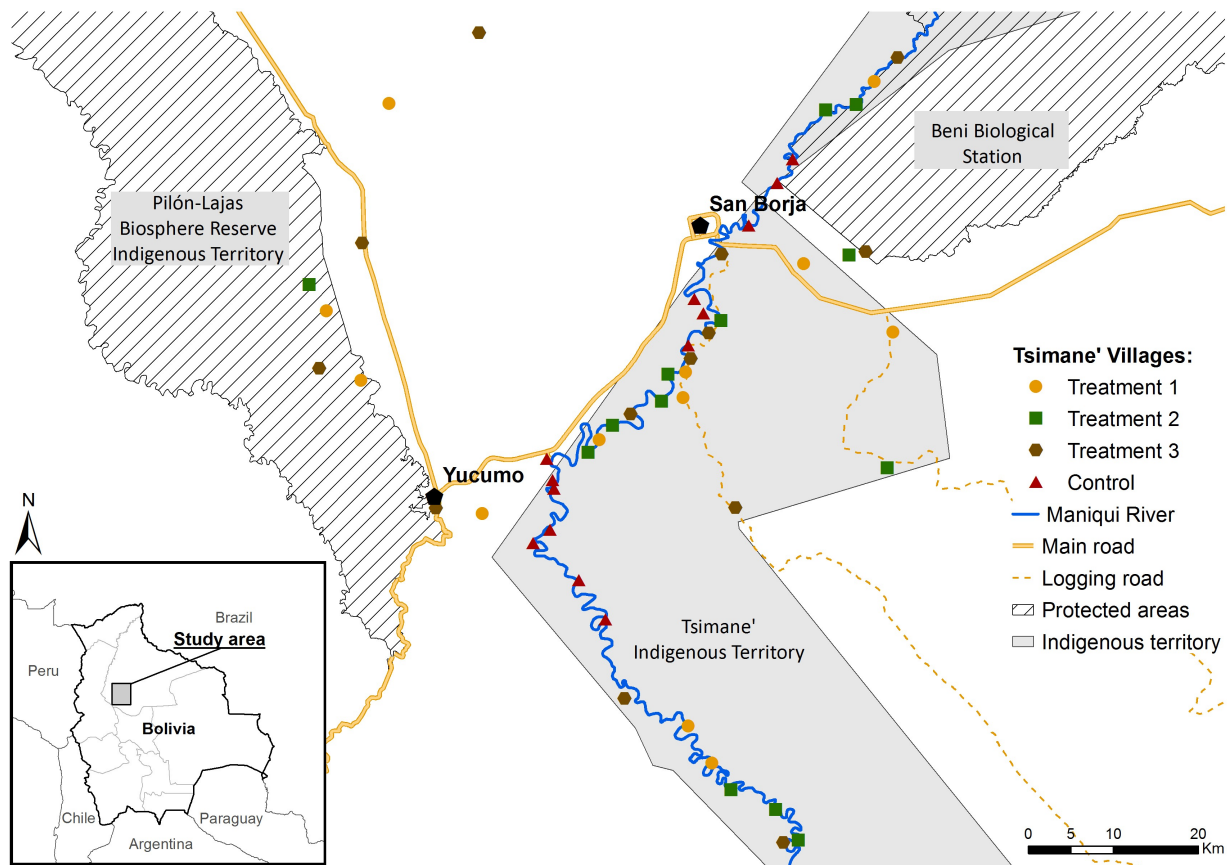 Beni Biological
Station
Pilón-Lajas
Biosphere Reserve
Indigenous Territory
San Borja
Yucumo
Tsimane'
Indigenous Territory
Tsimane' Villages:
Treatment 1
Treatment 2
Treatment 3
Control
Maniqui River
Main road
Logging road
Protected areas
Indigenous territory
N
Brazil
Study area
Peru
Bolivia
Chile
Paraguay
Argentina
0 5 10 20
Km